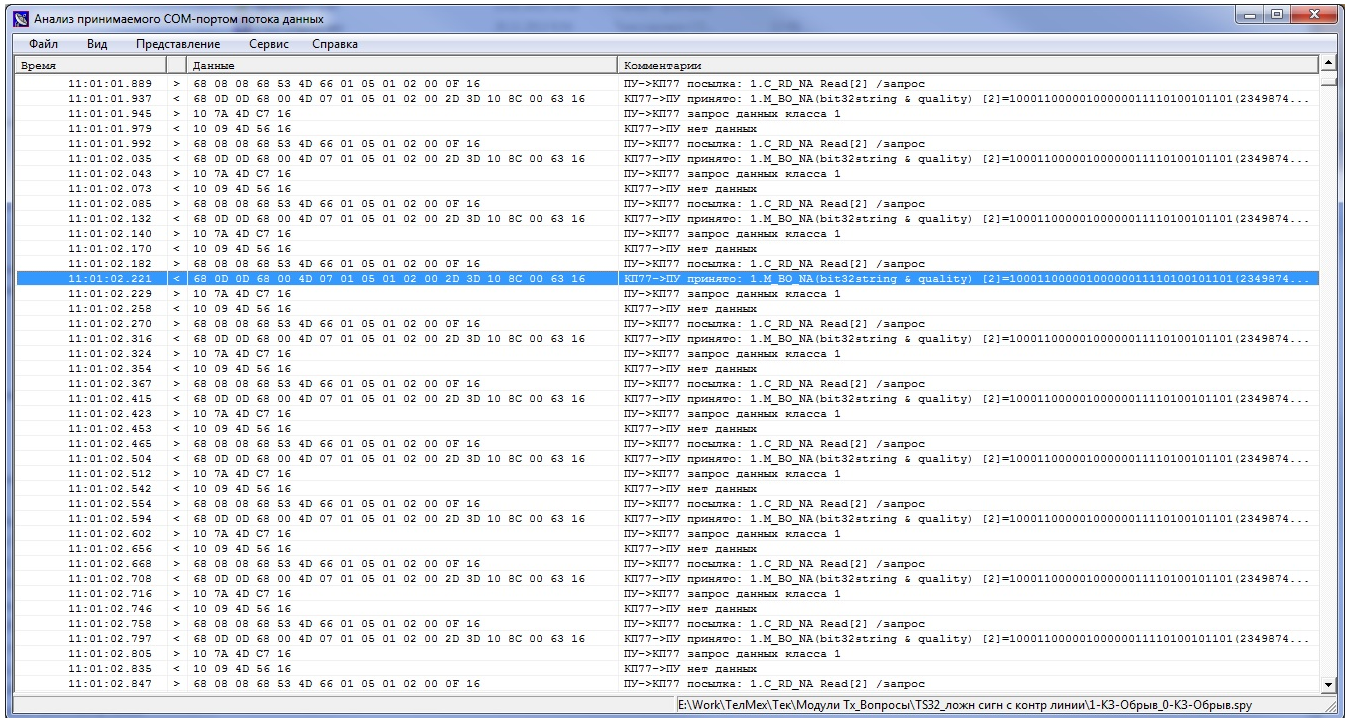 Анализ принимаемого COM-портом потока данных
Файл Вид Представление Сервис Справка
Время Данные Комментарии
11:01:01.889 > 68 08 08 68 53 4D 66 01 05 01 02 00 0F 16 ПУ->КП77 посылка: 1.C_RD_NA Read[2] /запрос
11:01:01.937 < 68 0D 0D 68 00 4D 07 01 05 01 02 00 2D 3D 10 8C 00 63 16 КП77->ПУ принято: 1.M_BO_NA(bit32string & quality) [2]=10001100000100000011110100101101(2349874...
11:01:01.945 > 10 7A 4D C7 16 ПУ->КП77 запрос данных класса 1
11:01:01.979 < 10 09 4D 56 16 КП77->ПУ нет данных
11:01:01.992 > 68 08 08 68 53 4D 66 01 05 01 02 00 0F 16 ПУ->КП77 посылка: 1.C_RD_NA Read[2] /запрос
11:01:02.035 < 68 0D 0D 68 00 4D 07 01 05 01 02 00 2D 3D 10 8C 00 63 16 КП77->ПУ принято: 1.M_BO_NA(bit32string & quality) [2]=10001100000100000011110100101101(2349874...
11:01:02.043 > 10 7A 4D C7 16 ПУ->КП77 запрос данных класса 1
11:01:02.073 < 10 09 4D 56 16 КП77->ПУ нет данных
11:01:02.085 > 68 08 08 68 53 4D 66 01 05 01 02 00 0F 16 ПУ->КП77 посылка: 1.C_RD_NA Read[2] /запрос
11:01:02.132 < 68 0D 0D 68 00 4D 07 01 05 01 02 00 2D 3D 10 8C 00 63 16 КП77->ПУ принято: 1.M_BO_NA(bit32string & quality) [2]=10001100000100000011110100101101(2349874...
11:01:02.140 > 10 7A 4D C7 16 ПУ->КП77 запрос данных класса 1
11:01:02.170 < 10 09 4D 56 16 КП77->ПУ нет данных
11:01:02.182 > 68 08 08 68 53 4D 66 01 05 01 02 00 0F 16 ПУ->КП77 посылка: 1.C_RD_NA Read[2] /запрос
11:01:02.221 < 68 0D 0D 68 00 4D 07 01 05 01 02 00 2D 3D 10 8C 00 63 16 КП77->ПУ принято: 1.M_BO_NA(bit32string & quality) [2]=10001100000100000011110100101101(2349874...
11:01:02.229 > 10 7A 4D C7 16 ПУ->КП77 запрос данных класса 1
11:01:02.258 < 10 09 4D 56 16 КП77->ПУ нет данных
11:01:02.270 > 68 08 08 68 53 4D 66 01 05 01 02 00 0F 16 ПУ->КП77 посылка: 1.C_RD_NA Read[2] /запрос
11:01:02.316 < 68 0D 0D 68 00 4D 07 01 05 01 02 00 2D 3D 10 8C 00 63 16 КП77->ПУ принято: 1.M_BO_NA(bit32string & quality) [2]=10001100000100000011110100101101(2349874...
11:01:02.324 > 10 7A 4D C7 16 ПУ->КП77 запрос данных класса 1
11:01:02.354 < 10 09 4D 56 16 КП77->ПУ нет данных
11:01:02.367 > 68 08 08 68 53 4D 66 01 05 01 02 00 0F 16 ПУ->КП77 посылка: 1.C_RD_NA Read[2] /запрос
11:01:02.415 < 68 0D 0D 68 00 4D 07 01 05 01 02 00 2D 3D 10 8C 00 63 16 КП77->ПУ принято: 1.M_BO_NA(bit32string & quality) [2]=10001100000100000011110100101101(2349874...
11:01:02.423 > 10 7A 4D C7 16 ПУ->КП77 запрос данных класса 1
11:01:02.453 < 10 09 4D 56 16 КП77->ПУ нет данных
11:01:02.465 > 68 08 08 68 53 4D 66 01 05 01 02 00 0F 16 ПУ->КП77 посылка: 1.C_RD_NA Read[2] /запрос
11:01:02.504 < 68 0D 0D 68 00 4D 07 01 05 01 02 00 2D 3D 10 8C 00 63 16 КП77->ПУ принято: 1.M_BO_NA(bit32string & quality) [2]=10001100000100000011110100101101(2349874...
11:01:02.512 > 10 7A 4D C7 16 ПУ->КП77 запрос данных класса 1
11:01:02.542 < 10 09 4D 56 16 КП77->ПУ нет данных
11:01:02.554 > 68 08 08 68 53 4D 66 01 05 01 02 00 0F 16 ПУ->КП77 посылка: 1.C_RD_NA Read[2] /запрос
11:01:02.594 < 68 0D 0D 68 00 4D 07 01 05 01 02 00 2D 3D 10 8C 00 63 16 КП77->ПУ принято: 1.M_BO_NA(bit32string & quality) [2]=10001100000100000011110100101101(2349874...
11:01:02.602 > 10 7A 4D C7 16 ПУ->КП77 запрос данных класса 1
11:01:02.656 < 10 09 4D 56 16 КП77->ПУ нет данных
11:01:02.668 > 68 08 08 68 53 4D 66 01 05 01 02 00 0F 16 ПУ->КП77 посылка: 1.C_RD_NA Read[2] /запрос
11:01:02.708 < 68 0D 0D 68 00 4D 07 01 05 01 02 00 2D 3D 10 8C 00 63 16 КП77->ПУ принято: 1.M_BO_NA(bit32string & quality) [2]=10001100000100000011110100101101(2349874...
11:01:02.716 > 10 7A 4D C7 16 ПУ->КП77 запрос данных класса 1
11:01:02.746 < 10 09 4D 56 16 КП77->ПУ нет данных
11:01:02.758 > 68 08 08 68 53 4D 66 01 05 01 02 00 0F 16 ПУ->КП77 посылка: 1.C_RD_NA Read[2] /запрос
11:01:02.797 < 68 0D 0D 68 00 4D 07 01 05 01 02 00 2D 3D 10 8C 00 63 16 КП77->ПУ принято: 1.M_BO_NA(bit32string & quality) [2]=10001100000100000011110100101101(2349874...
11:01:02.805 > 10 7A 4D C7 16 ПУ->КП77 запрос данных класса 1
11:01:02.835 < 10 09 4D 56 16 КП77->ПУ нет данных
11:01:02.847 > 68 08 08 68 53 4D 66 01 05 01 02 00 0F 16 ПУ->КП77 посылка: 1.C_RD_NA Read[2] /запрос
E:\Work\ТелМех\Тек\Модули Тх_Вопросы\TS32_ложн сигн с контр линии\1-КЗ-Обрыв_0-КЗ-Обрыв.spy